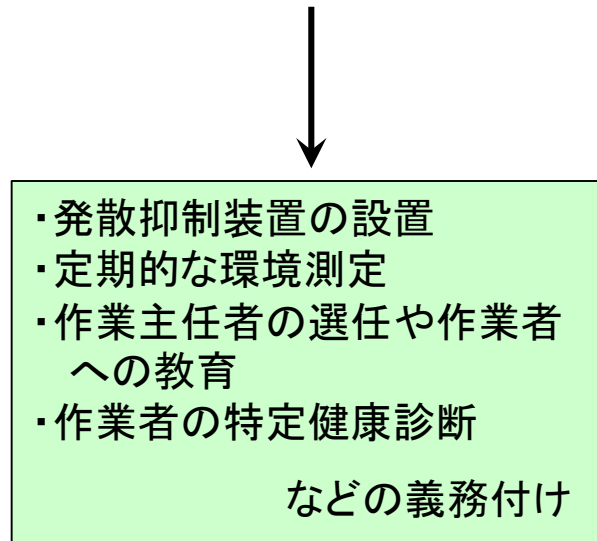 ・発散抑制装置の設置
・定期的な環境測定
・作業主任者の選任や作業者
への教育
・作業者の特定健康診断
などの義務付け